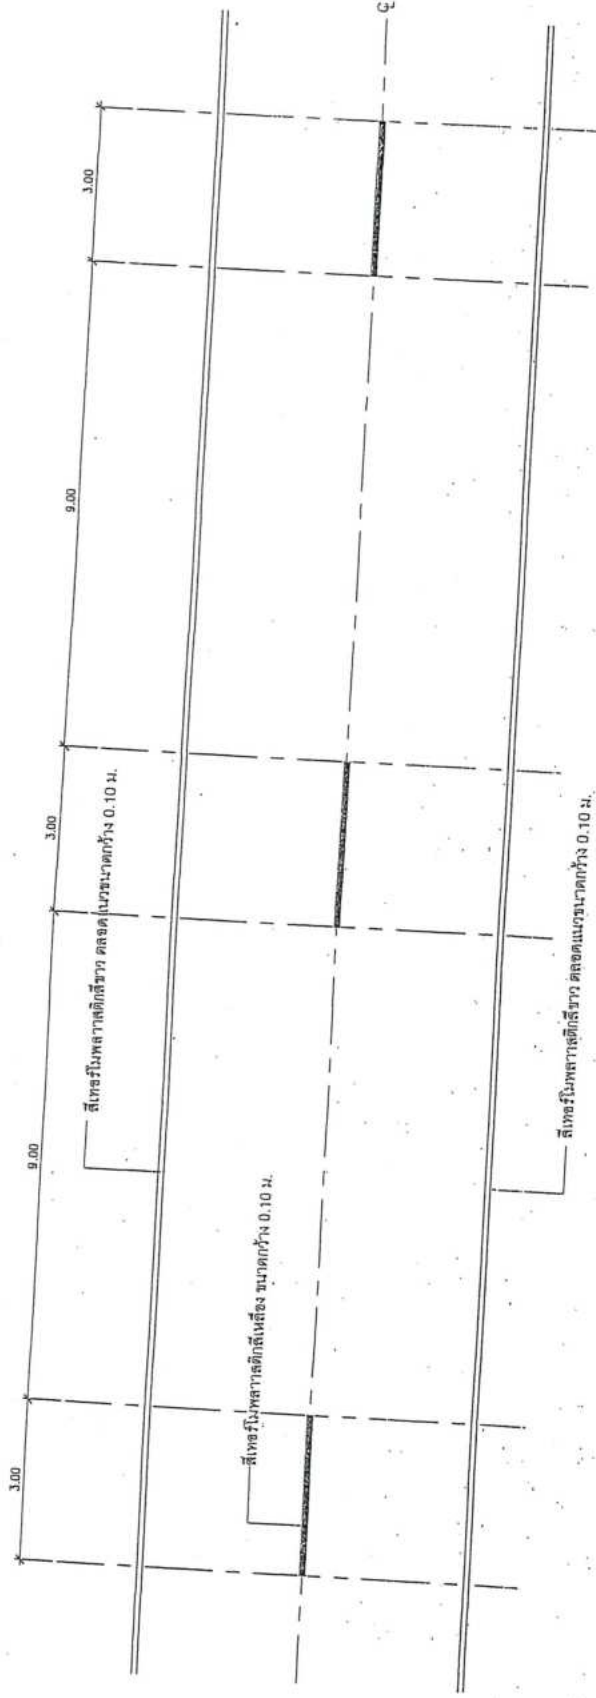 3.00
9.00
3.00
9.00
3.00
สีเทอร์โมพลาสติกสีขาว ตลอดแนวขนาดกว้าง 0.10 ม.
สีเทอร์โมพลาสติกสีเหลือง ขนาดกว้าง 0.10 ม.
สีเทอร์โมพลาสติกสีขาว ตลอดแนวขนาดกว้าง 0.10 ม.
℄